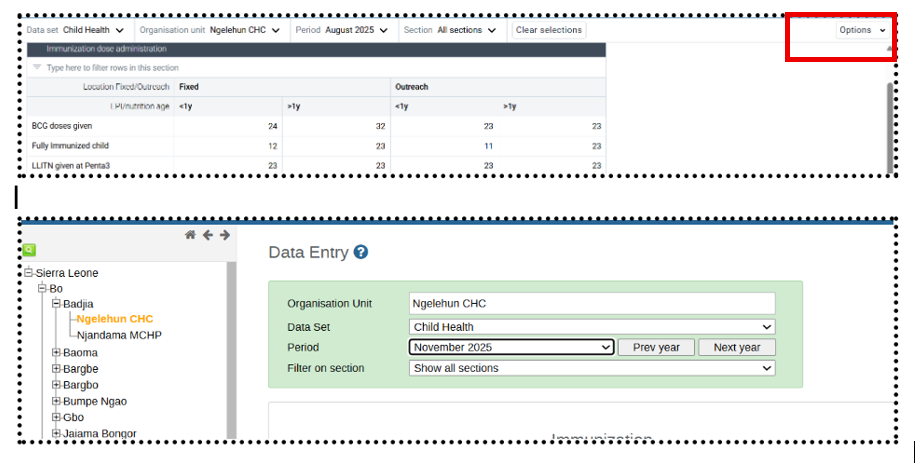 Data set Child Health Organisation unit Ngelehun CHC Period August 2025 Section All sections Clear selections Options
Immunization dose administration
Type here to filter rows in this section
Location Fixed/Outreach Fixed Outreach
EPI/nutrition age <1y >1y <1y >1y
BCG doses given 24 32 23 23
Fully Immunized child 12 23 11 23
LLITN given at Penta3 23 23 23 23
Data Entry ?
Sierra Leone
Bo
Badjia
Ngelehun CHC
Njandama MCHP
Baoma
Bargbe
Bargbo
Bumpe Ngao
Gbo
Jaiama Bongor
Organisation Unit Ngelehun CHC
Data Set Child Health
Period November 2025 Prev year Next year
Filter on section Show all sections
Immunization